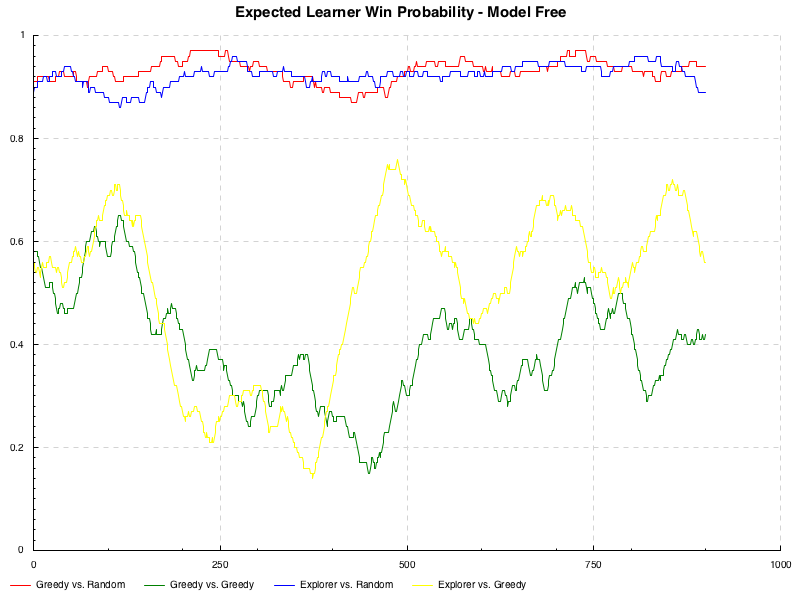 Expected Learner Win Probability - Model Free
1
0.8
0.6
0.4
0.2
0
0 250 500 750 1000
Greedy vs. Random Greedy vs. Greedy Explorer vs. Random Explorer vs. Greedy